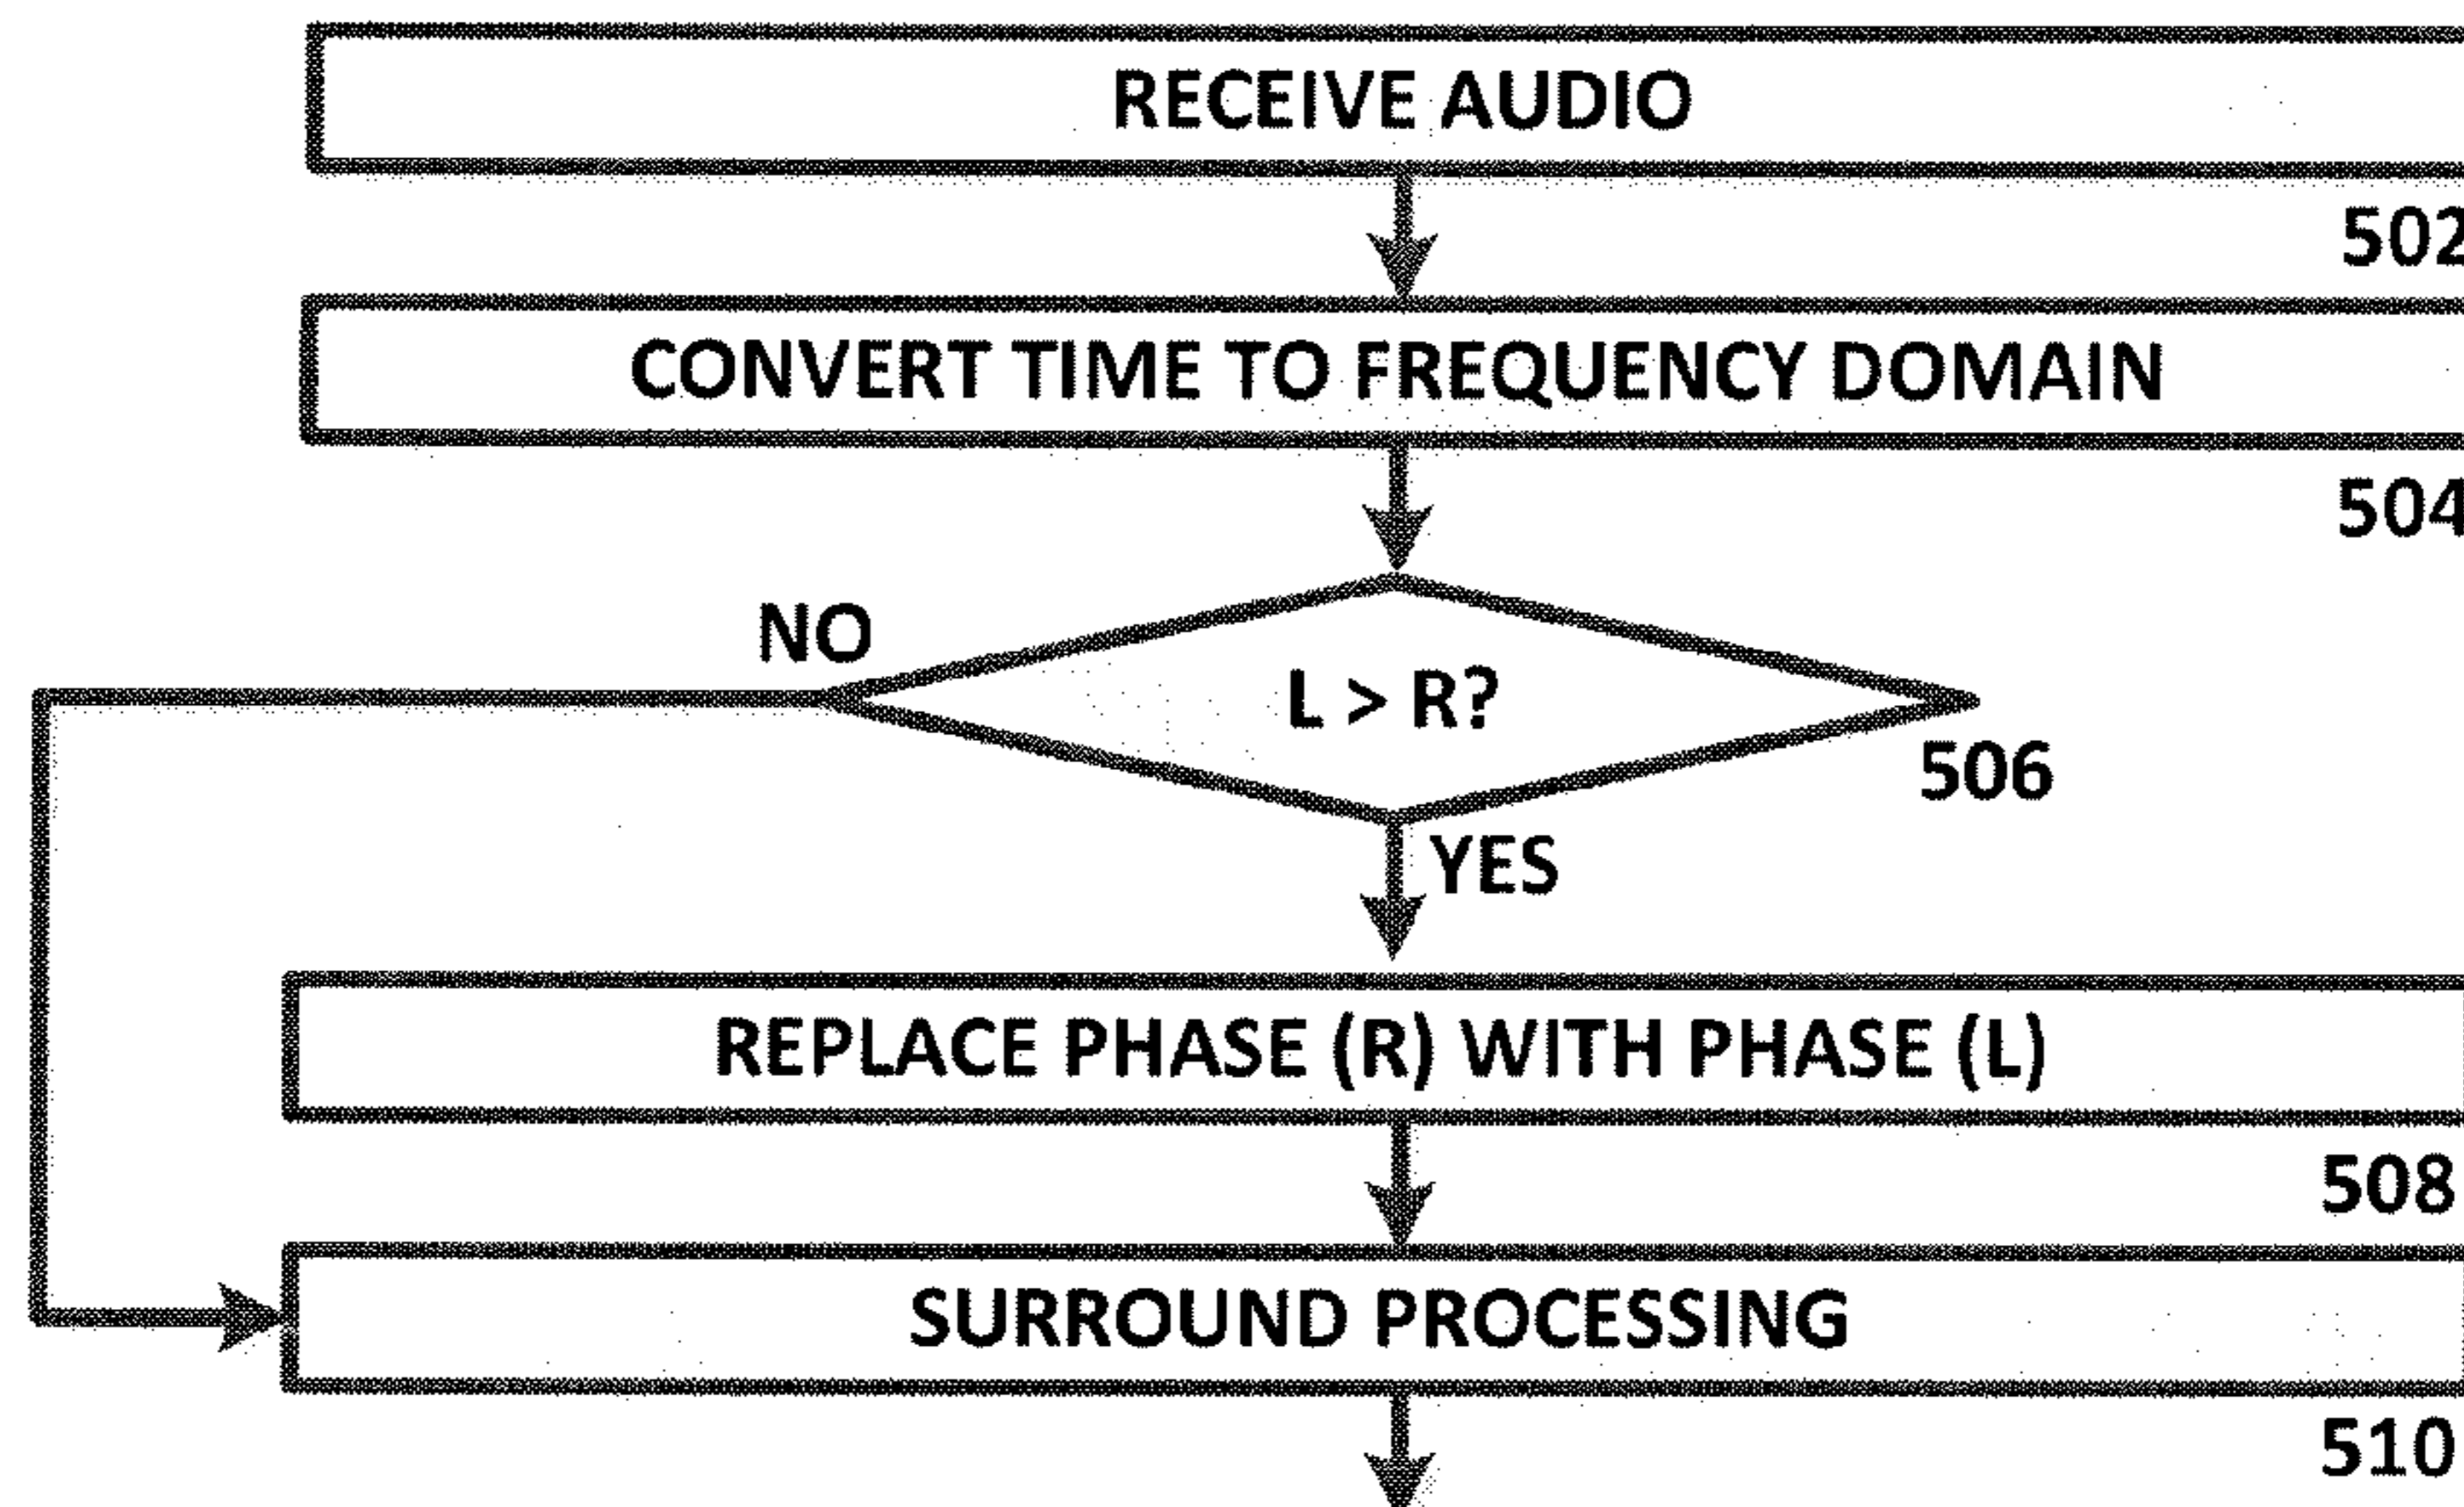 RECEIVE AUDIO
502
CONVERT TIME TO FREQUENCY DOMAIN
504
NO
L > R?
506
YES
REPLACE PHASE (R) WITH PHASE (L)
508
SURROUND PROCESSING
510